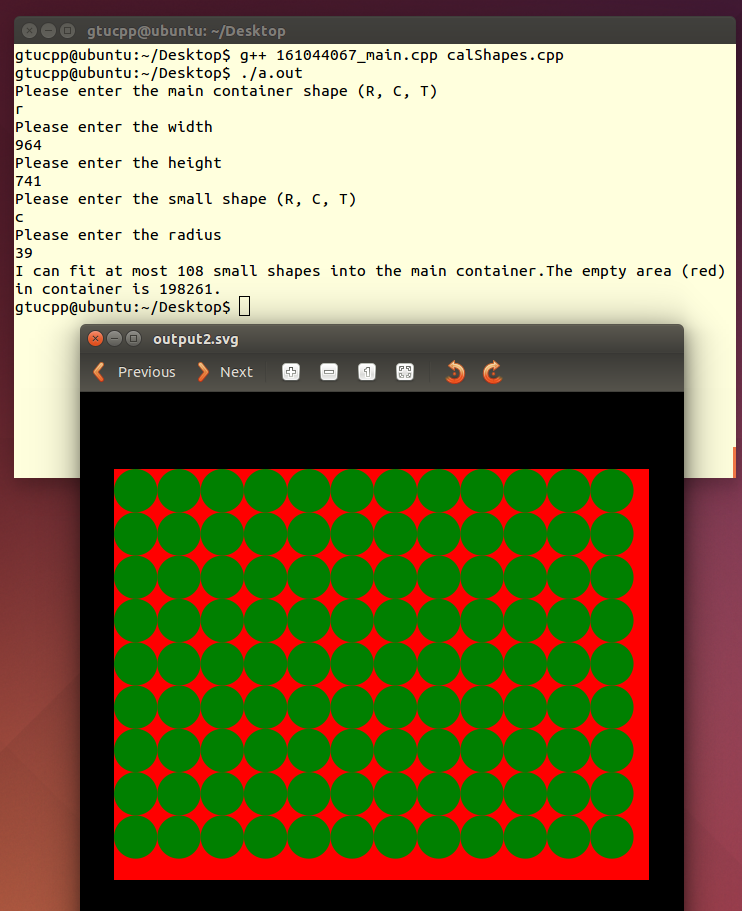 gtucpp@ubuntu: ~/Desktop
gtucpp@ubuntu:~/Desktop$ g++ 161044067_main.cpp calShapes.cpp
gtucpp@ubuntu:~/Desktop$ ./a.out
Please enter the main container shape (R, C, T)
r
Please enter the width
964
Please enter the height
741
Please enter the small shape (R, C, T)
c
Please enter the radius
39
I can fit at most 108 small shapes into the main container.The empty area (red)
in container is 198261.
gtucpp@ubuntu:~/Desktop$
output2.svg
Previous Next